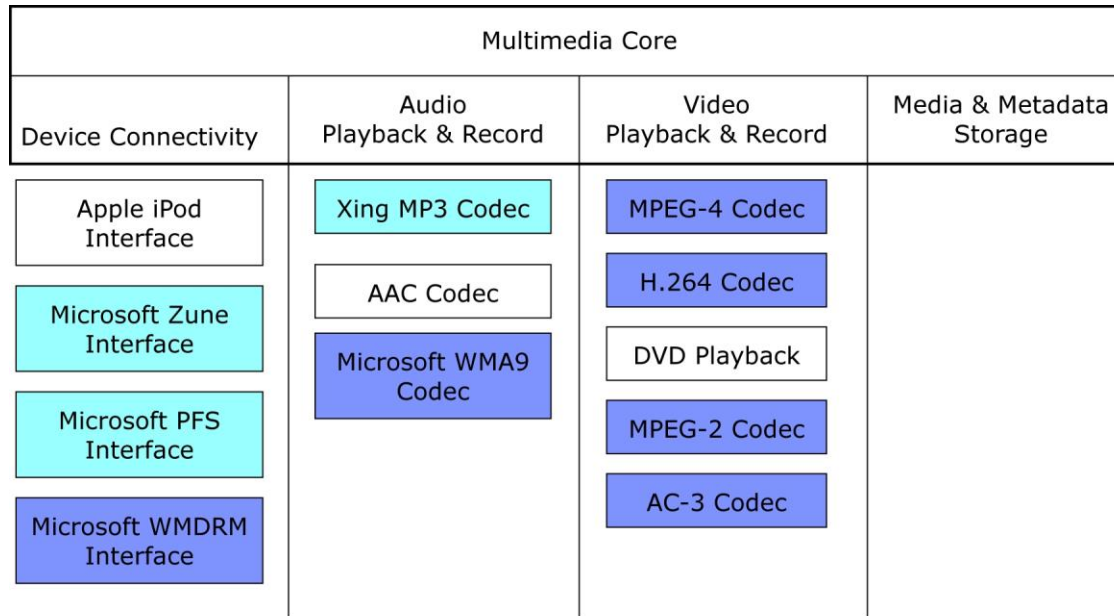 Multimedia Core
Device Connectivity
Audio
Playback & Record
Video
Playback & Record
Media & Metadata
Storage
Apple iPod
Interface
Microsoft Zune
Interface
Microsoft PFS
Interface
Microsoft WMDRM
Interface
Xing MP3 Codec
AAC Codec
Microsoft WMA9
Codec
MPEG-4 Codec
H.264 Codec
DVD Playback
MPEG-2 Codec
AC-3 Codec